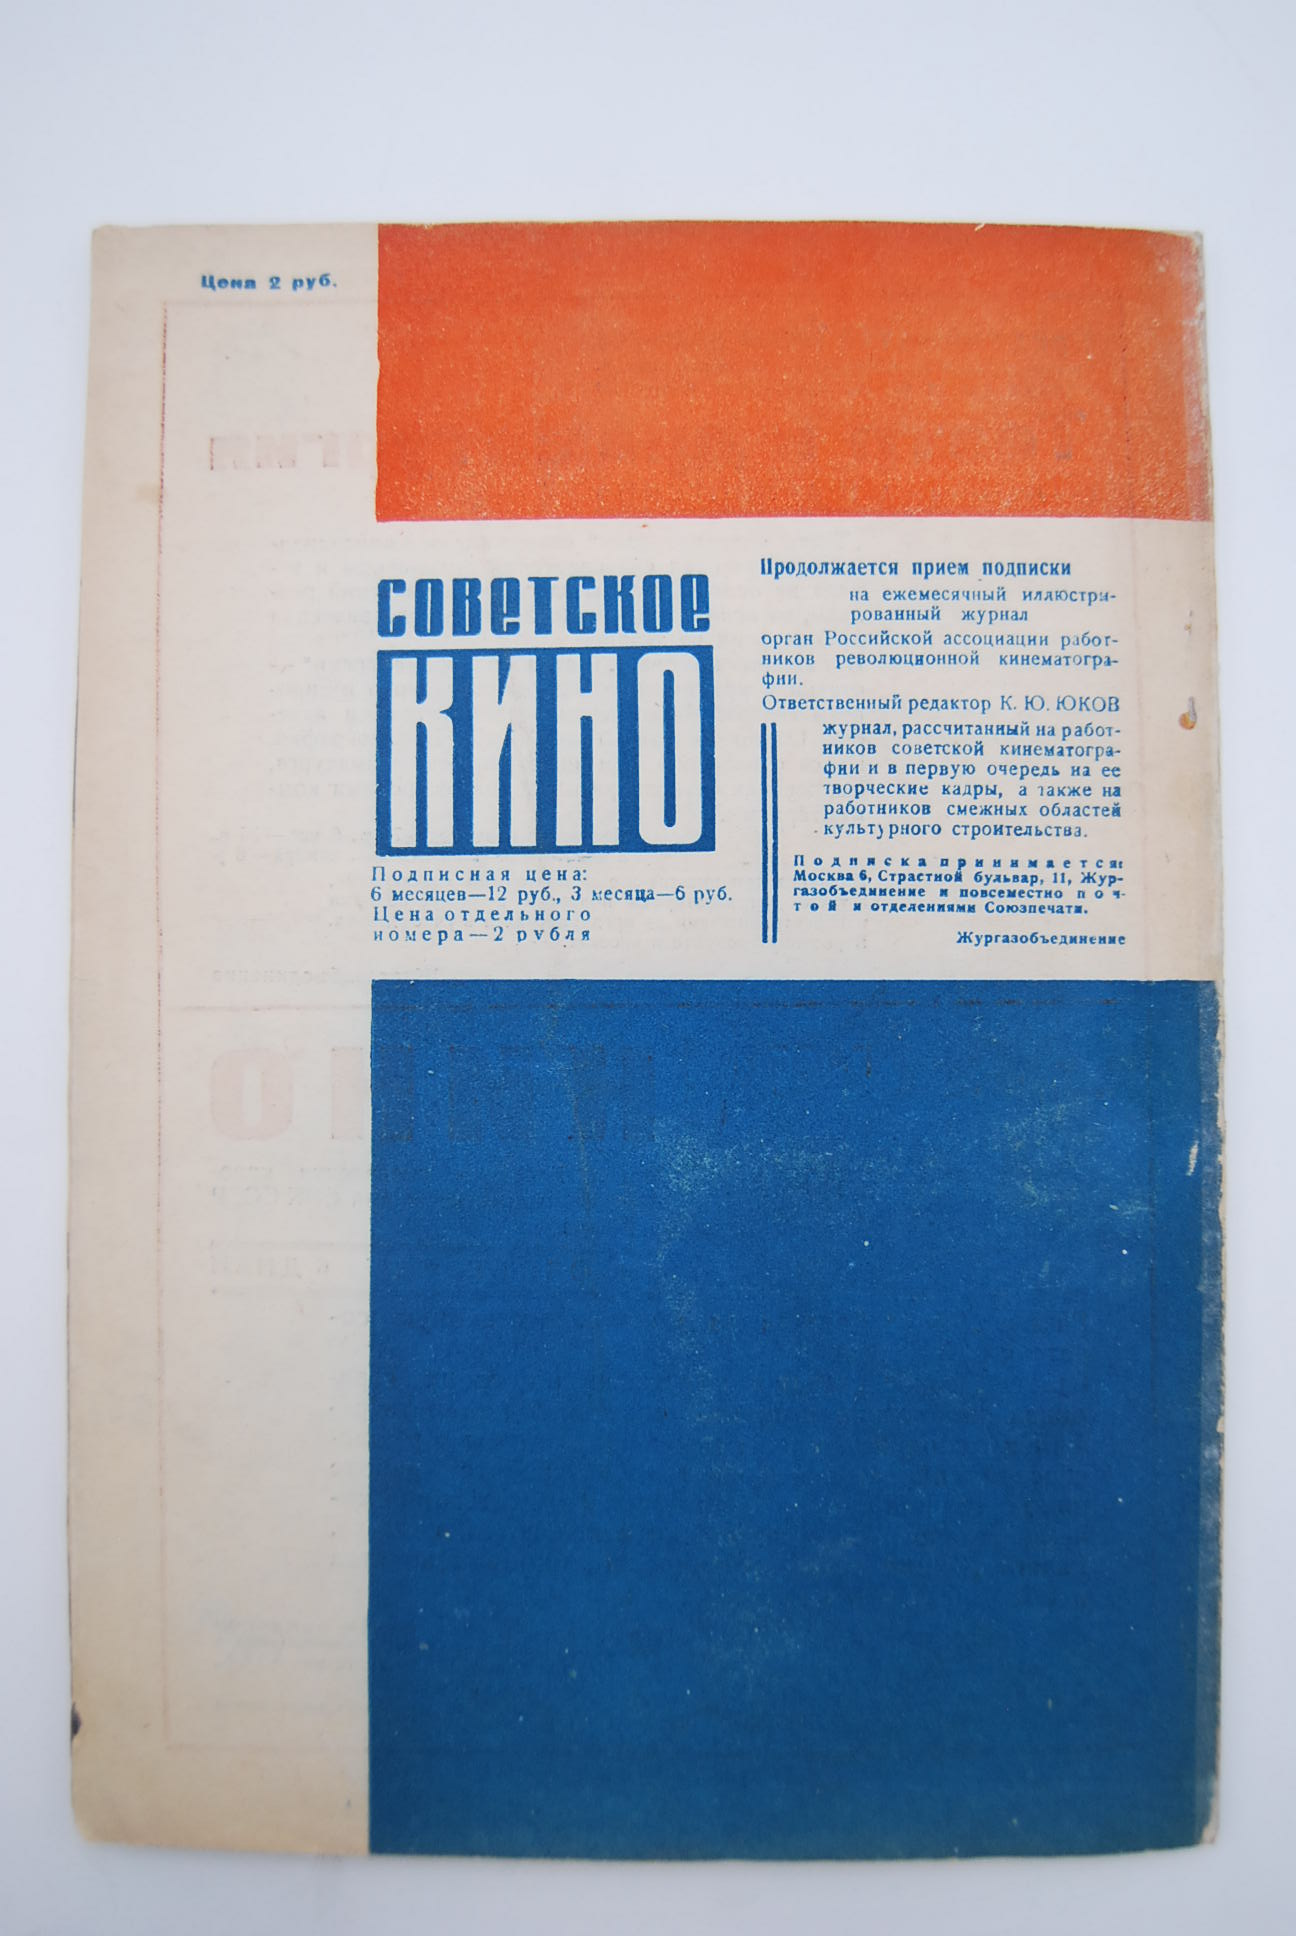 Цена 2 руб.
СОВЕТСКОЕ
КИНО
Подписная цена:
6 месяцев—12 руб., 3 месяца—6 руб.
Цена отдельного
номера—2 рубля
Продолжается прием подписки
на ежемесячный иллюстри-
рованный журнал
орган Российской ассоциации работ-
ников революционной кинематогра-
фии.
Ответственный редактор К. Ю. ЮКОВ
журнал, рассчитанный на работ-
ников советской кинематогра-
фии и в первую очередь на ее
творческие кадры, а также на
работников смежных областей
культурного строительства.
Подписка принимается:
Москва 6, Страстной бульвар, 11, Жур-
газобъединение и повсеместно поч-
той и отделениями Союзпечати.
Жургазобъединение